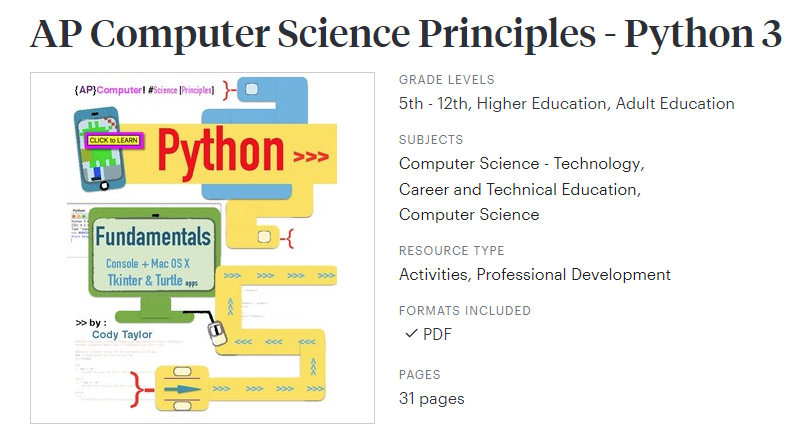 AP Computer Science Principles - Python 3
{AP}Computer! #Science [Principles]
CLICK to LEARN
Python >>>
Python
Fundamentals
Console + Mac OS X
Tkinter & Turtle apps
>> by :
Cody Taylor
GRADE LEVELS
5th - 12th, Higher Education, Adult Education
SUBJECTS
Computer Science - Technology,
Career and Technical Education,
Computer Science
RESOURCE TYPE
Activities, Professional Development
FORMATS INCLUDED
✓ PDF
PAGES
31 pages